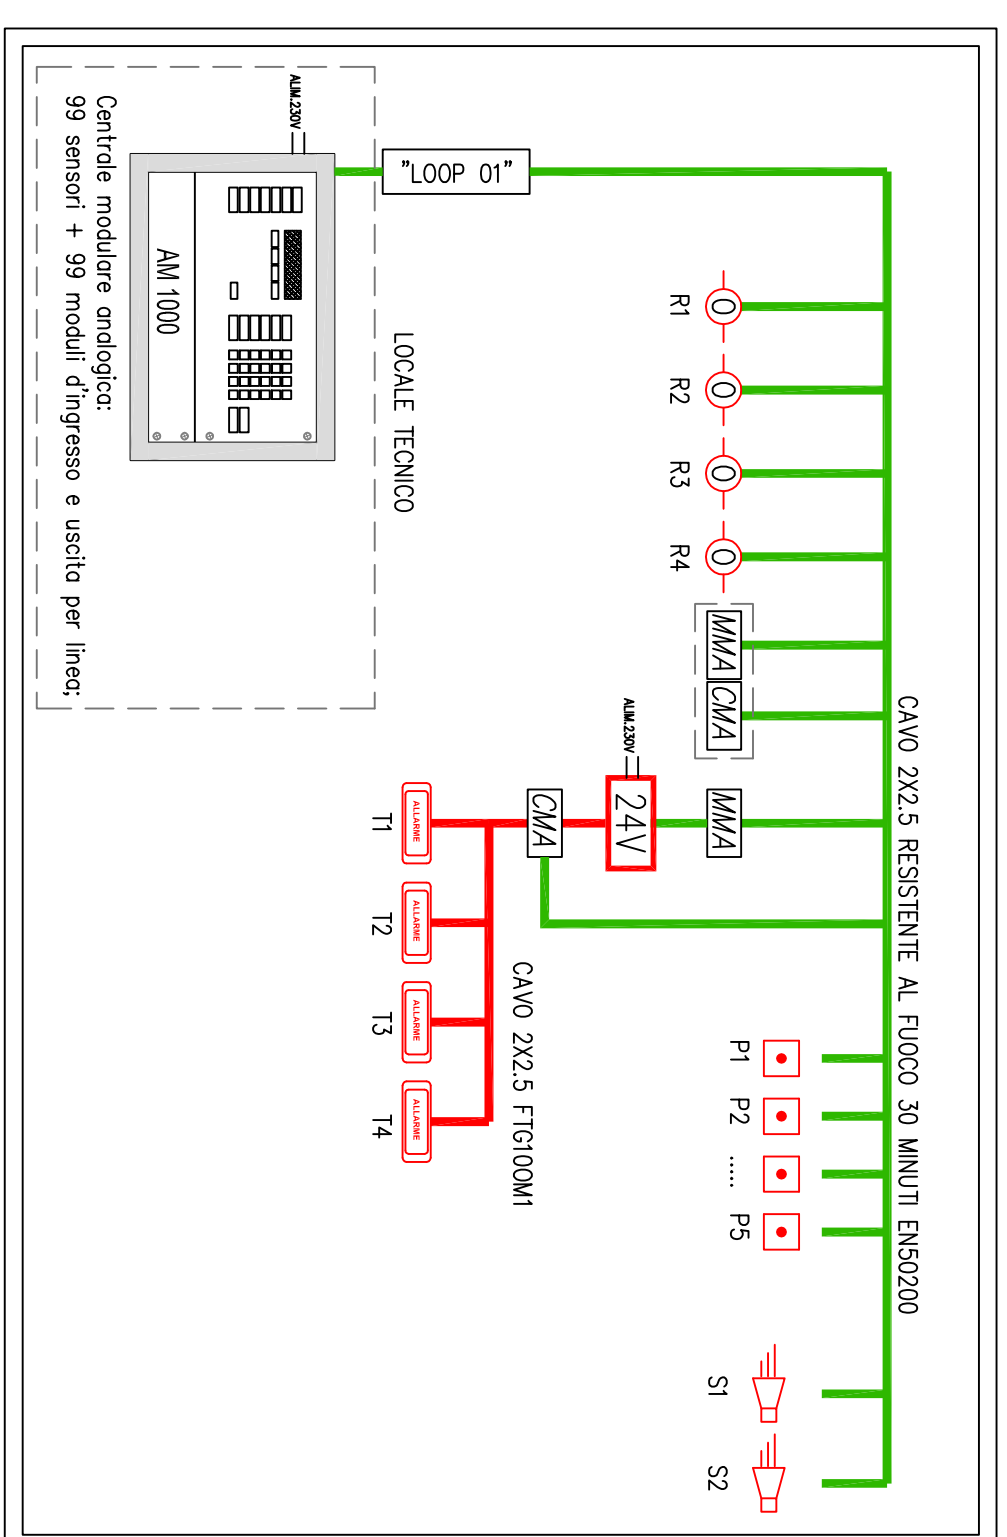 CAVO 2X2.5 RESISTENTE AL FUOCO 30 MINUTI EN50200
"LOOP 01"
R1
R2
R3
R4
MMA
CMA
MMA
ALIM.230V
24V
CMA
P1
P2
.....
P5
S1
S2
CAVO 2X2.5 FTG10OM1
ALLARME
ALLARME
ALLARME
ALLARME
T1
T2
T3
T4
LOCALE TECNICO
ALIM.230V
AM 1000
Centrale modulare analogica:
99 sensori + 99 moduli d'ingresso e uscita per linea;